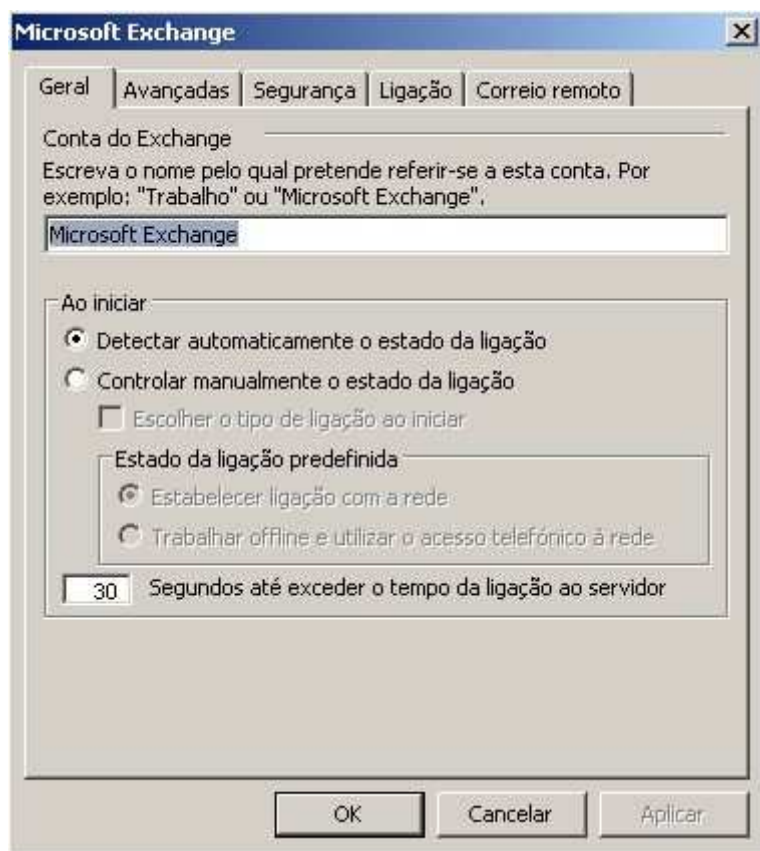 Microsoft Exchange
Geral Avançadas Segurança Ligação Correio remoto
Conta do Exchange
Escreva o nome pelo qual pretende referir-se a esta conta. Por
exemplo: "Trabalho" ou "Microsoft Exchange".
Microsoft Exchange
Ao iniciar
Detectar automaticamente o estado da ligação
Controlar manualmente o estado da ligação
Escolher o tipo de ligação ao iniciar
Estado da ligação predefinida
Estabelecer ligação com a rede
Trabalhar offline e utilizar o acesso telefónico à rede
30 Segundos até exceder o tempo da ligação ao servidor
OK Cancelar Aplicar